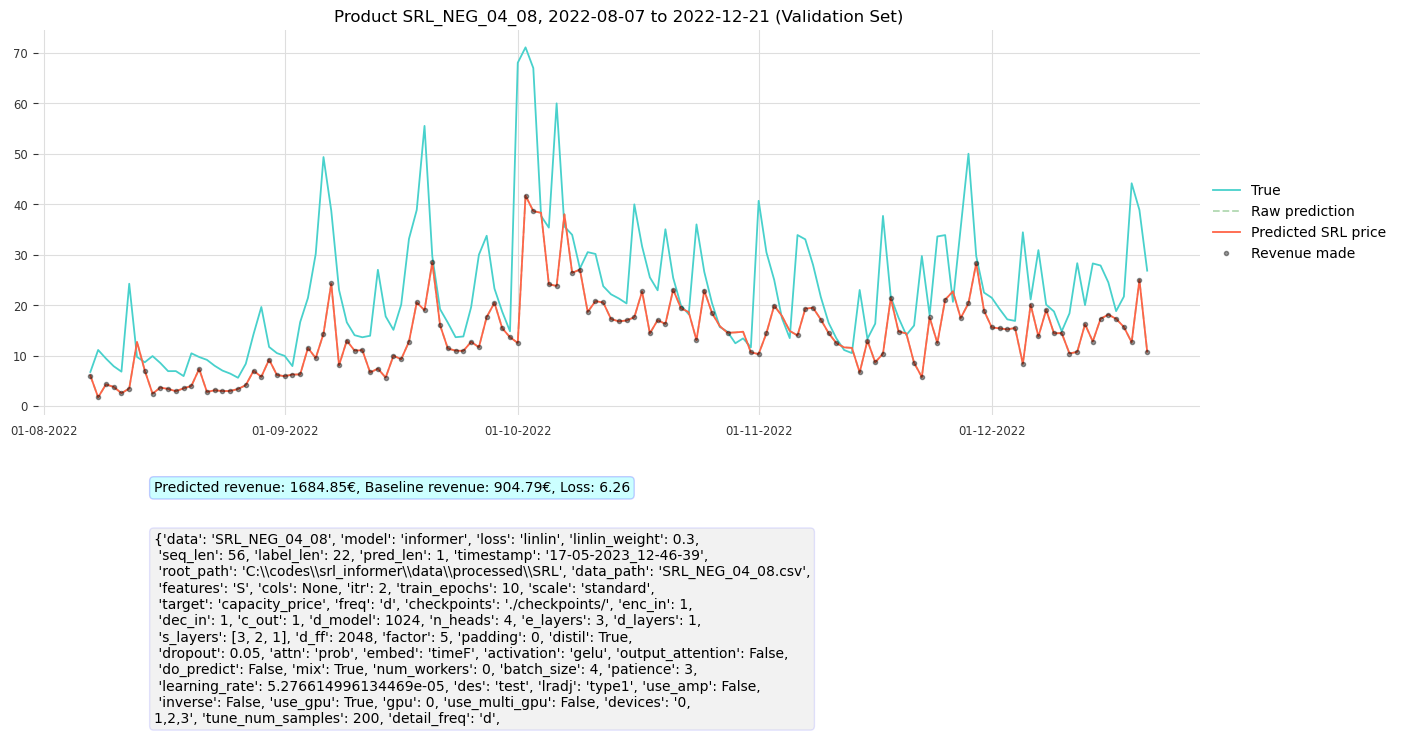 Product SRL_NEG_04_08, 2022-08-07 to 2022-12-21 (Validation Set)
70
60
50
40
30
20
10
0
01-08-2022
01-09-2022
01-10-2022
01-11-2022
01-12-2022
True
Raw prediction
Predicted SRL price
Revenue made
Predicted revenue: 1684.85€, Baseline revenue: 904.79€, Loss: 6.26
{'data': 'SRL_NEG_04_08', 'model': 'informer', 'loss': 'linlin', 'linlin_weight': 0.3,
'seq_len': 56, 'label_len': 22, 'pred_len': 1, 'timestamp': '17-05-2023_12-46-39',
'root_path': 'C:\\codes\\srl_informer\\data\\processed\\SRL', 'data_path': 'SRL_NEG_04_08.csv',
'features': 'S', 'cols': None, 'itr': 2, 'train_epochs': 10, 'scale': 'standard',
'target': 'capacity_price', 'freq': 'd', 'checkpoints': './checkpoints/', 'enc_in': 1,
'dec_in': 1, 'c_out': 1, 'd_model': 1024, 'n_heads': 4, 'e_layers': 3, 'd_layers': 1,
's_layers': [3, 2, 1], 'd_ff': 2048, 'factor': 5, 'padding': 0, 'distil': True,
'dropout': 0.05, 'attn': 'prob', 'embed': 'timeF', 'activation': 'gelu', 'output_attention': False,
'do_predict': False, 'mix': True, 'num_workers': 0, 'batch_size': 4, 'patience': 3,
'learning_rate': 5.276614996134469e-05, 'des': 'test', 'lradj': 'type1', 'use_amp': False,
'inverse': False, 'use_gpu': True, 'gpu': 0, 'use_multi_gpu': False, 'devices': '0,
1,2,3', 'tune_num_samples': 200, 'detail_freq': 'd',